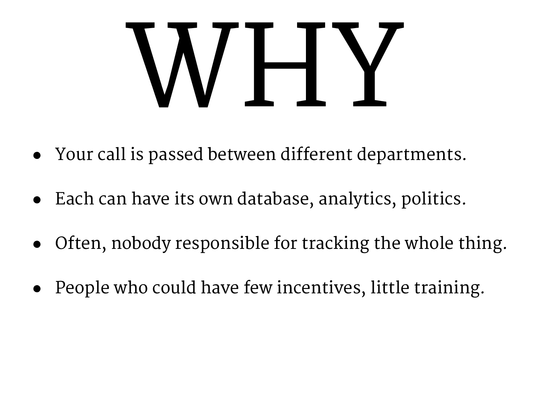 WHY
● Your call is passed between different departments.
● Each can have its own database, analytics, politics.
● Often, nobody responsible for tracking the whole thing.
● People who could have few incentives, little training.